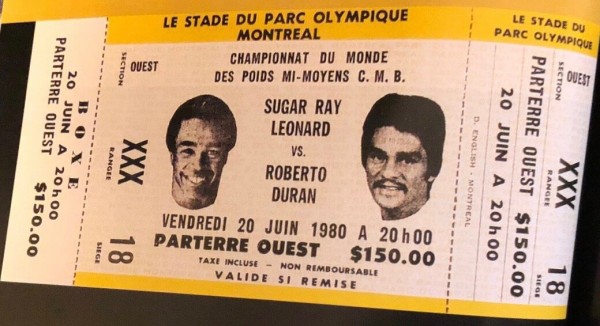 BOXE
PARTERRE OUEST
20 JUIN A 20h00
$150.00
LE STADE DU PARC OLYMPIQUE
MONTREAL
SECTION
OUEST
XXX
RANGEE
SIEGE
18
CHAMPIONNAT DU MONDE
DES POIDS MI-MOYENS C.M.B.
SUGAR RAY
LEONARD
VS.
ROBERTO
DURAN
VENDREDI 20 JUIN 1980 A 20h00
PARTERRE OUEST $150.00
TAXE INCLUSE - NON REMBOURSABLE
VALIDE SI REMISE
D. ENGLISH - MONTREAL
LE STADE DU
PARC OLYMPIQUE
PARTERRE OUEST
20 JUIN A 20h00
$150.00
SECTION
OUEST
XXX
RANGEE
SIEGE
18